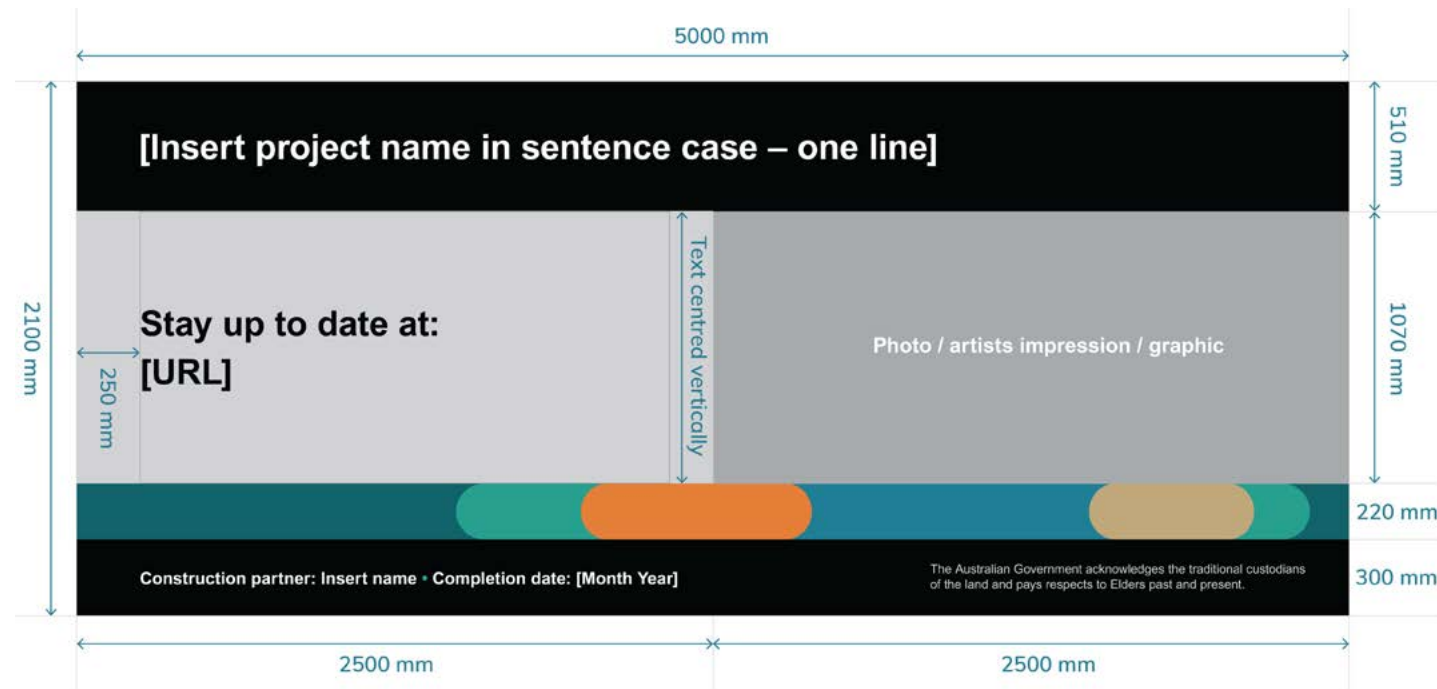 5000 mm
[Insert project name in sentence case – one line]
510 mm
2100 mm
Stay up to date at:
[URL]
250 mm
Text centred vertically
Photo / artists impression / graphic
1070 mm
220 mm
Construction partner: Insert name • Completion date: [Month Year]
The Australian Government acknowledges the traditional custodians
of the land and pays respects to Elders past and present.
300 mm
2500 mm
2500 mm